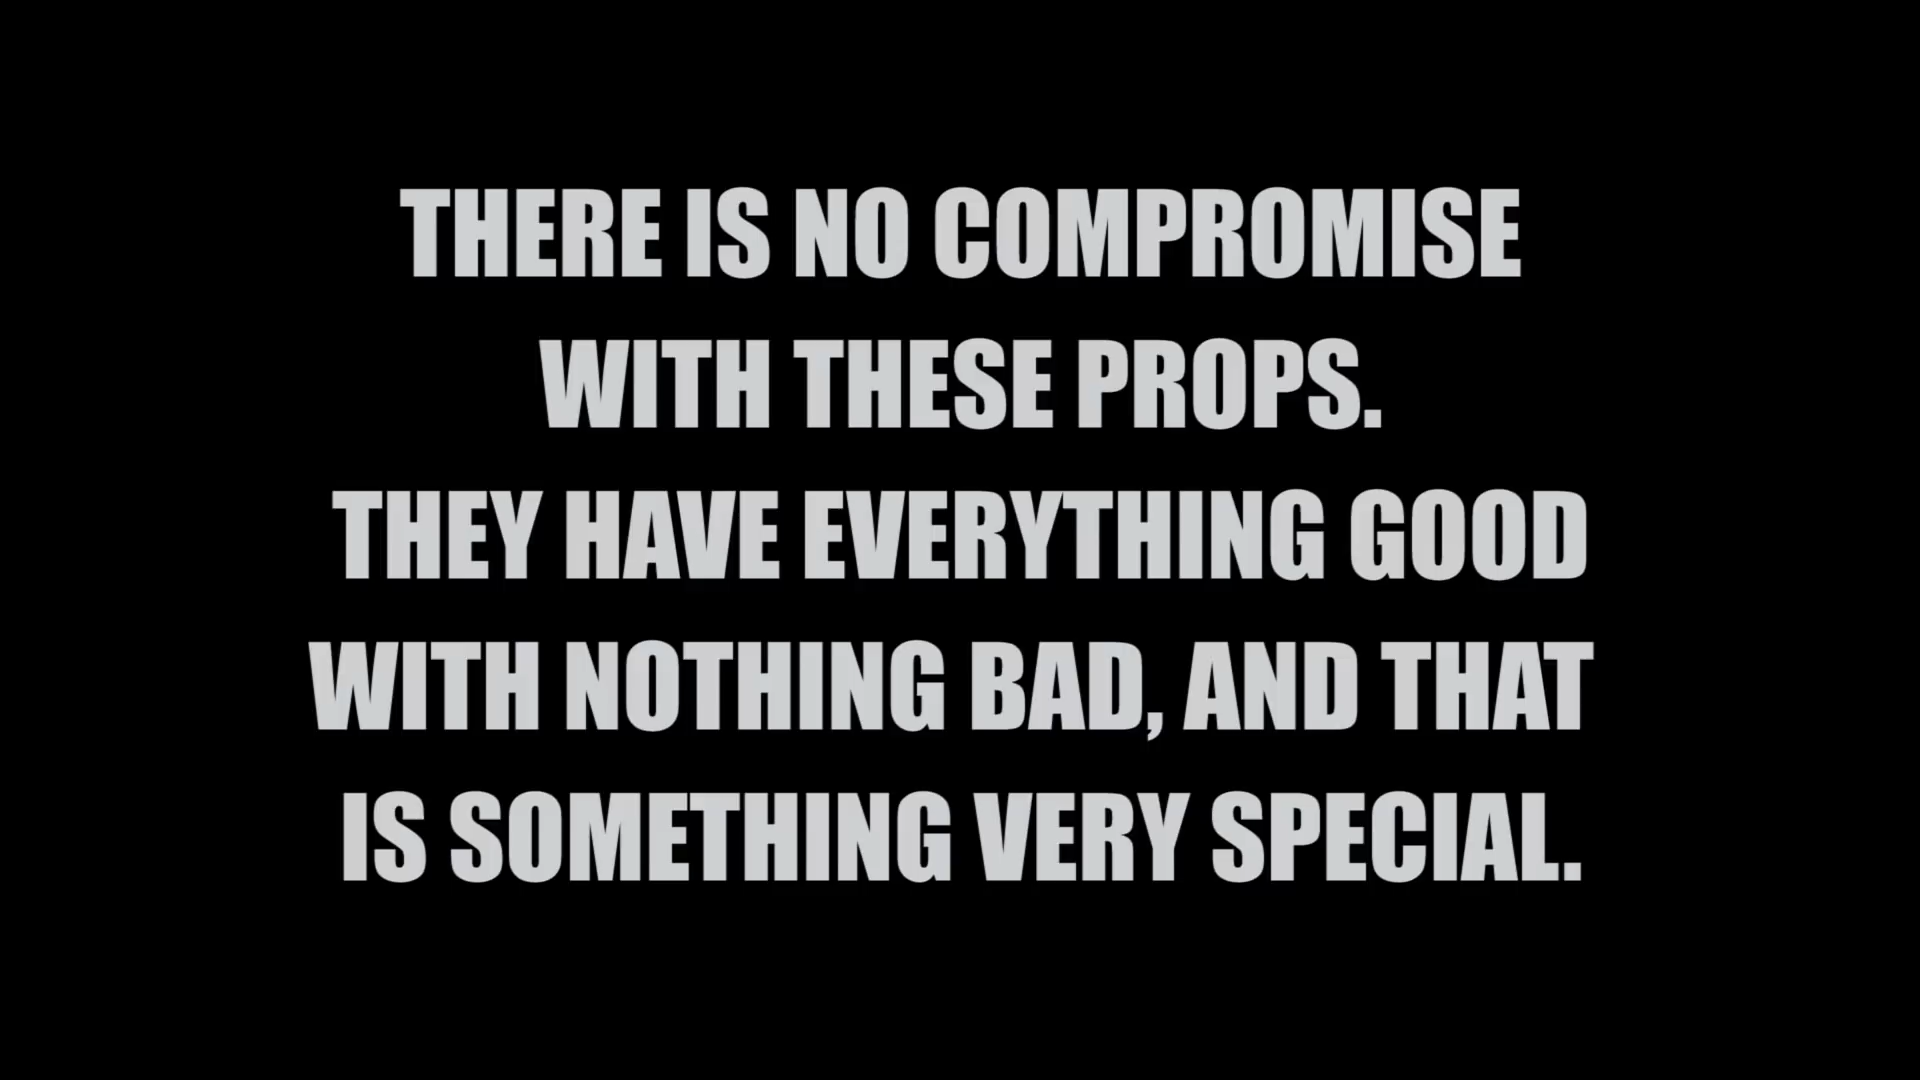 THERE IS NO COMPROMISE
WITH THESE PROPS.
THEY HAVE EVERYTHING GOOD
WITH NOTHING BAD, AND THAT
IS SOMETHING VERY SPECIAL.